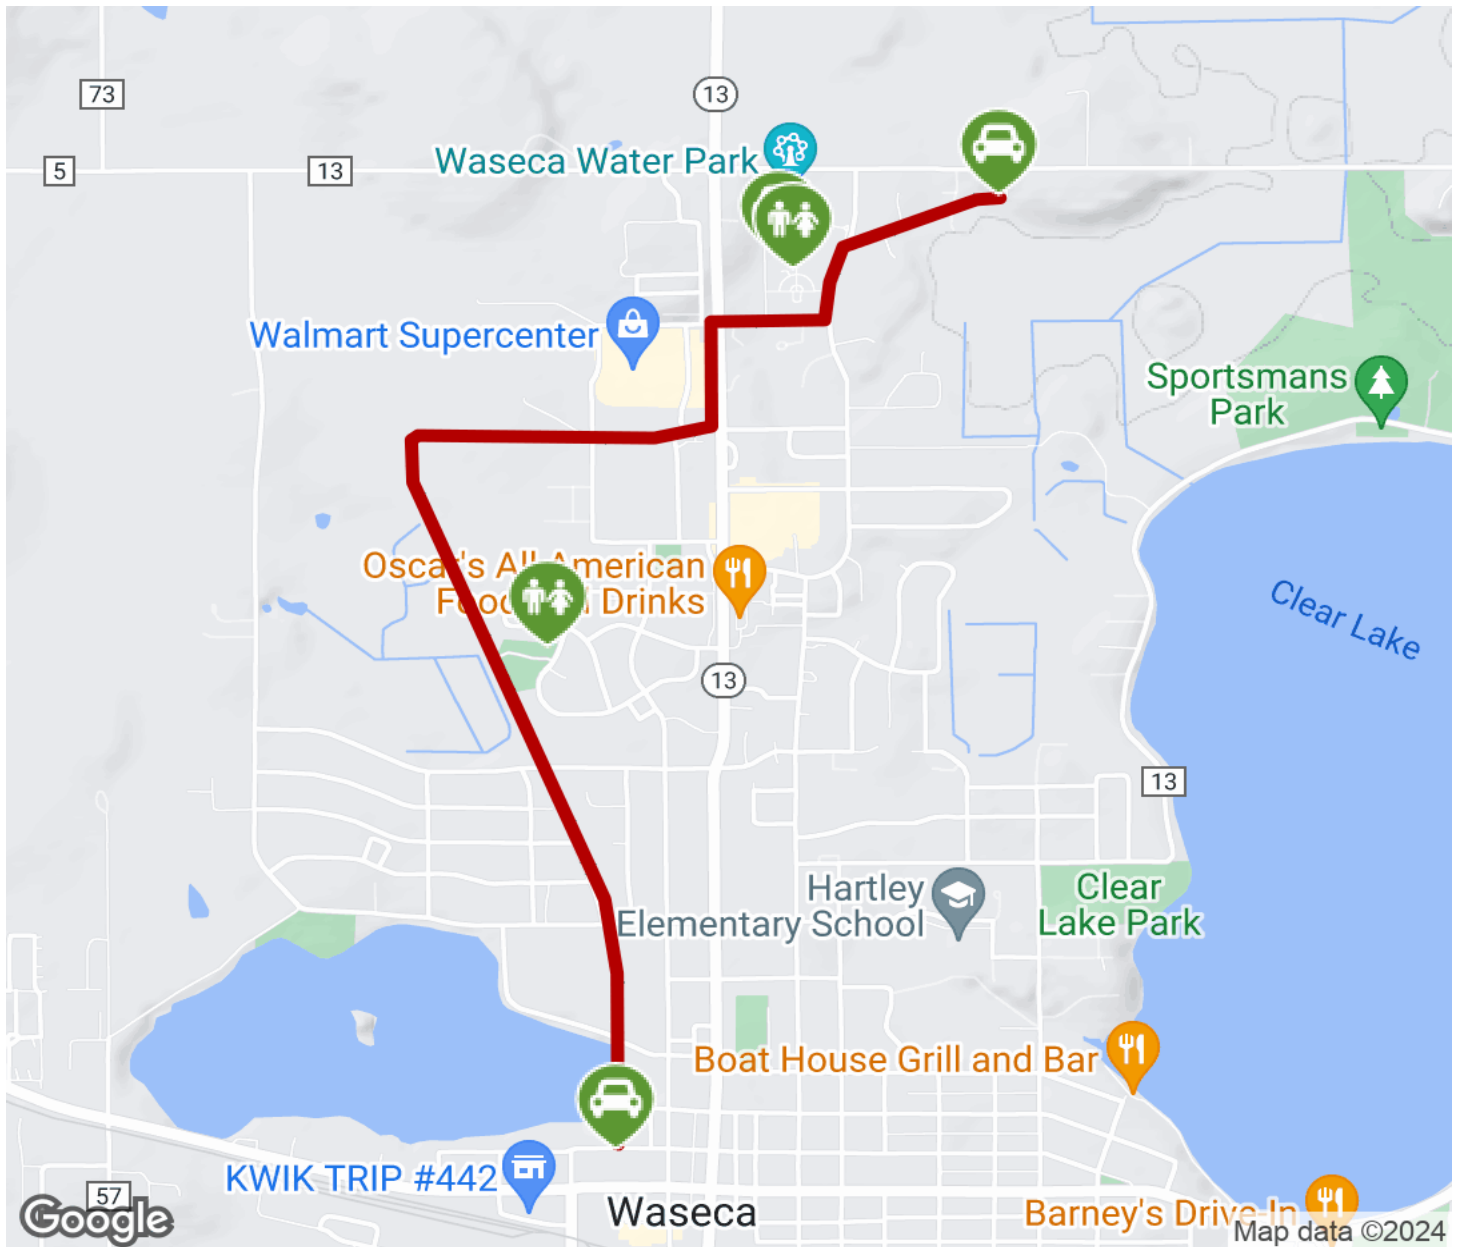 73
13
5
13
Waseca Water Park
Walmart Supercenter
Sportsmans
Park
Oscar's All American
Food Drinks
Clear Lake
13
13
Hartley
Elementary School
Clear
Lake Park
Boat House Grill and Bar
KWIK TRIP #442
57
Waseca
Barney's Drive-In
Google
Map data ©2024